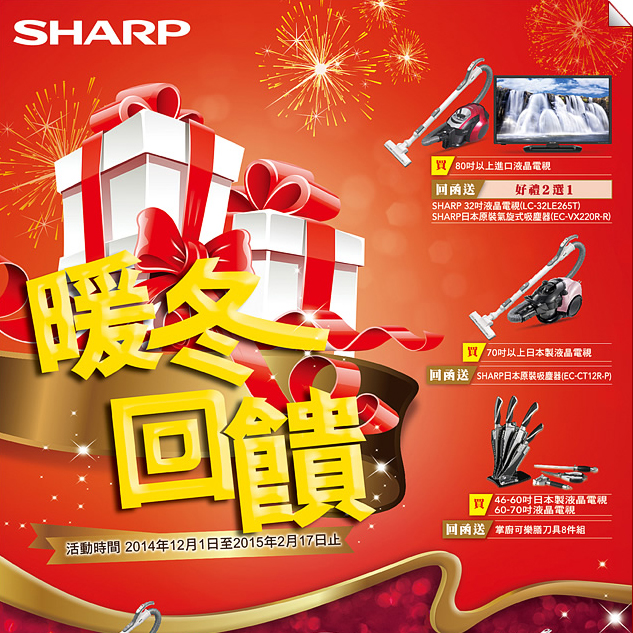 SHARP
暖冬
回饋
活動時間 2014年12月1日至2015年2月17日止
買 80吋以上進口液晶電視
回函送 好禮2選1
SHARP 32吋液晶電視(LC-32LE265T)
SHARP日本原裝氣旋式吸塵器(EC-VX220R-R)
買 70吋以上日本製液晶電視
回函送 SHARP日本原裝吸塵器(EC-CT12R-P)
買 46-60吋日本製液晶電視
60-70吋液晶電視
回函送 掌廚可樂膳刀具8件組